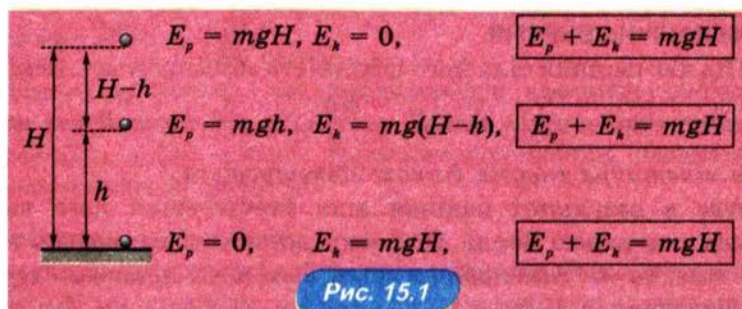 E_p = mgH, E_k = 0, E_p + E_k = mgH
H–h
E_p = mgh, E_k = mg(H–h), E_p + E_k = mgH
H
h
E_p = 0, E_k = mgH, E_p + E_k = mgH
Рис. 15.1